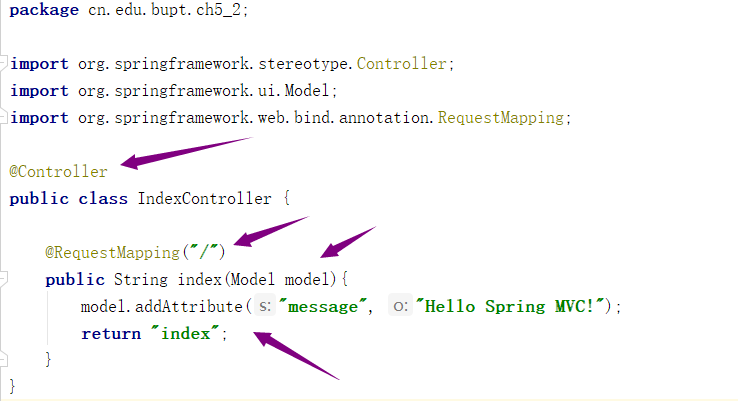 package cn.edu.bupt.ch5_2;
import org.springframework.stereotype.Controller;
import org.springframework.ui.Model;
import org.springframework.web.bind.annotation.RequestMapping;
@Controller
public class IndexController {
@RequestMapping("/")
public String index(Model model){
model.addAttribute( s: "message", o: "Hello Spring MVC!");
return "index";
}
}